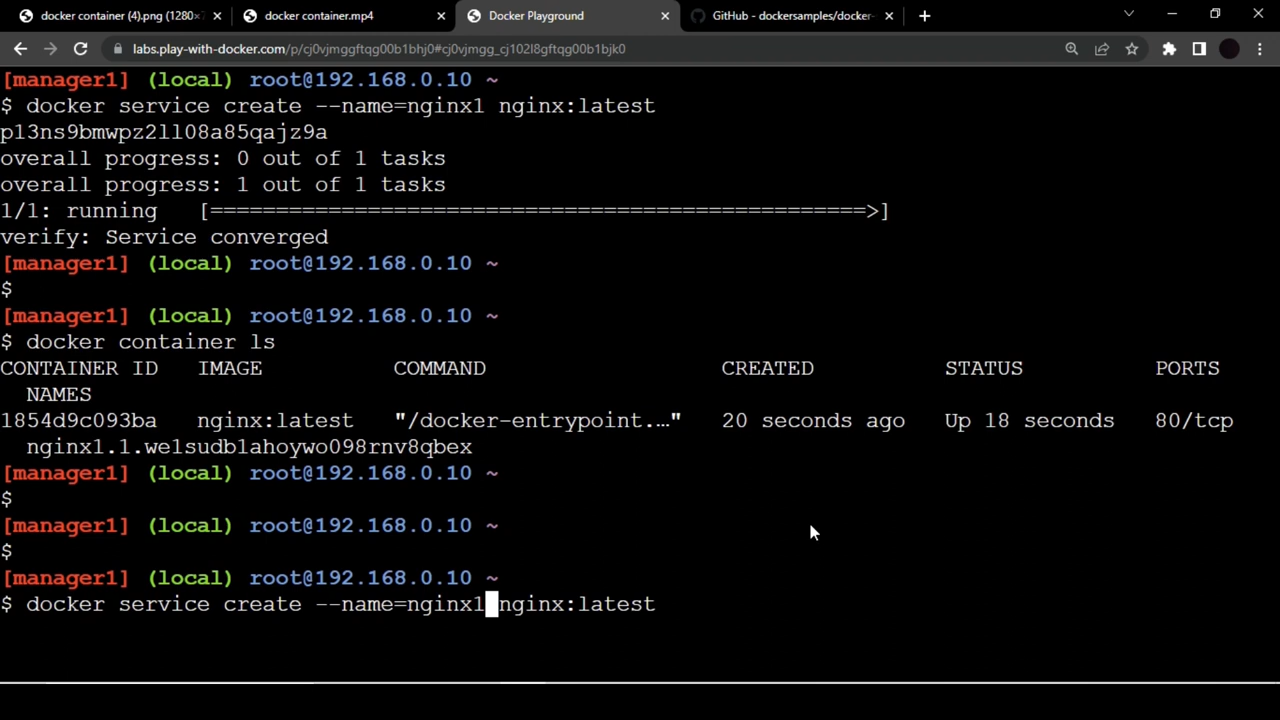 docker container (4).png (1280×7
docker container.mp4
Docker Playground
GitHub - dockersamples/docker-
labs.play-with-docker.com/p/cj0vjmggftqg00b1bhj0#cj0vjmgg_cj102l8gftqg00b1bjk0
[manager1] (local) root@192.168.0.10 ~
$ docker service create --name=nginx1 nginx:latest
p13ns9bmwpz2ll08a85qajz9a
overall progress: 0 out of 1 tasks
overall progress: 1 out of 1 tasks
1/1: running [==================================================>]
verify: Service converged
[manager1] (local) root@192.168.0.10 ~
$
[manager1] (local) root@192.168.0.10 ~
$ docker container ls
CONTAINER ID IMAGE COMMAND CREATED STATUS PORTS
NAMES
1854d9c093ba nginx:latest "/docker-entrypoint.…" 20 seconds ago Up 18 seconds 80/tcp
nginx1.1.we1sudb1ahoywo098rnv8qbex
[manager1] (local) root@192.168.0.10 ~
$
[manager1] (local) root@192.168.0.10 ~
$
[manager1] (local) root@192.168.0.10 ~
$ docker service create --name=nginx1 nginx:latest